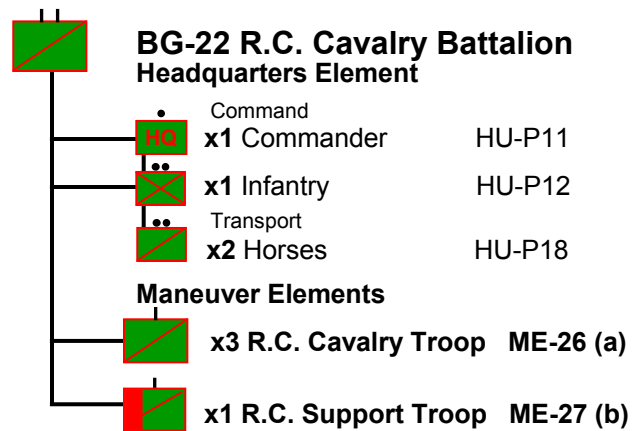 BG-22 R.C. Cavalry Battalion
Headquarters Element
Command
HQ x1 Commander HU-P11
x1 Infantry HU-P12
Transport
x2 Horses HU-P18
Maneuver Elements
x3 R.C. Cavalry Troop ME-26 (a)
x1 R.C. Support Troop ME-27 (b)